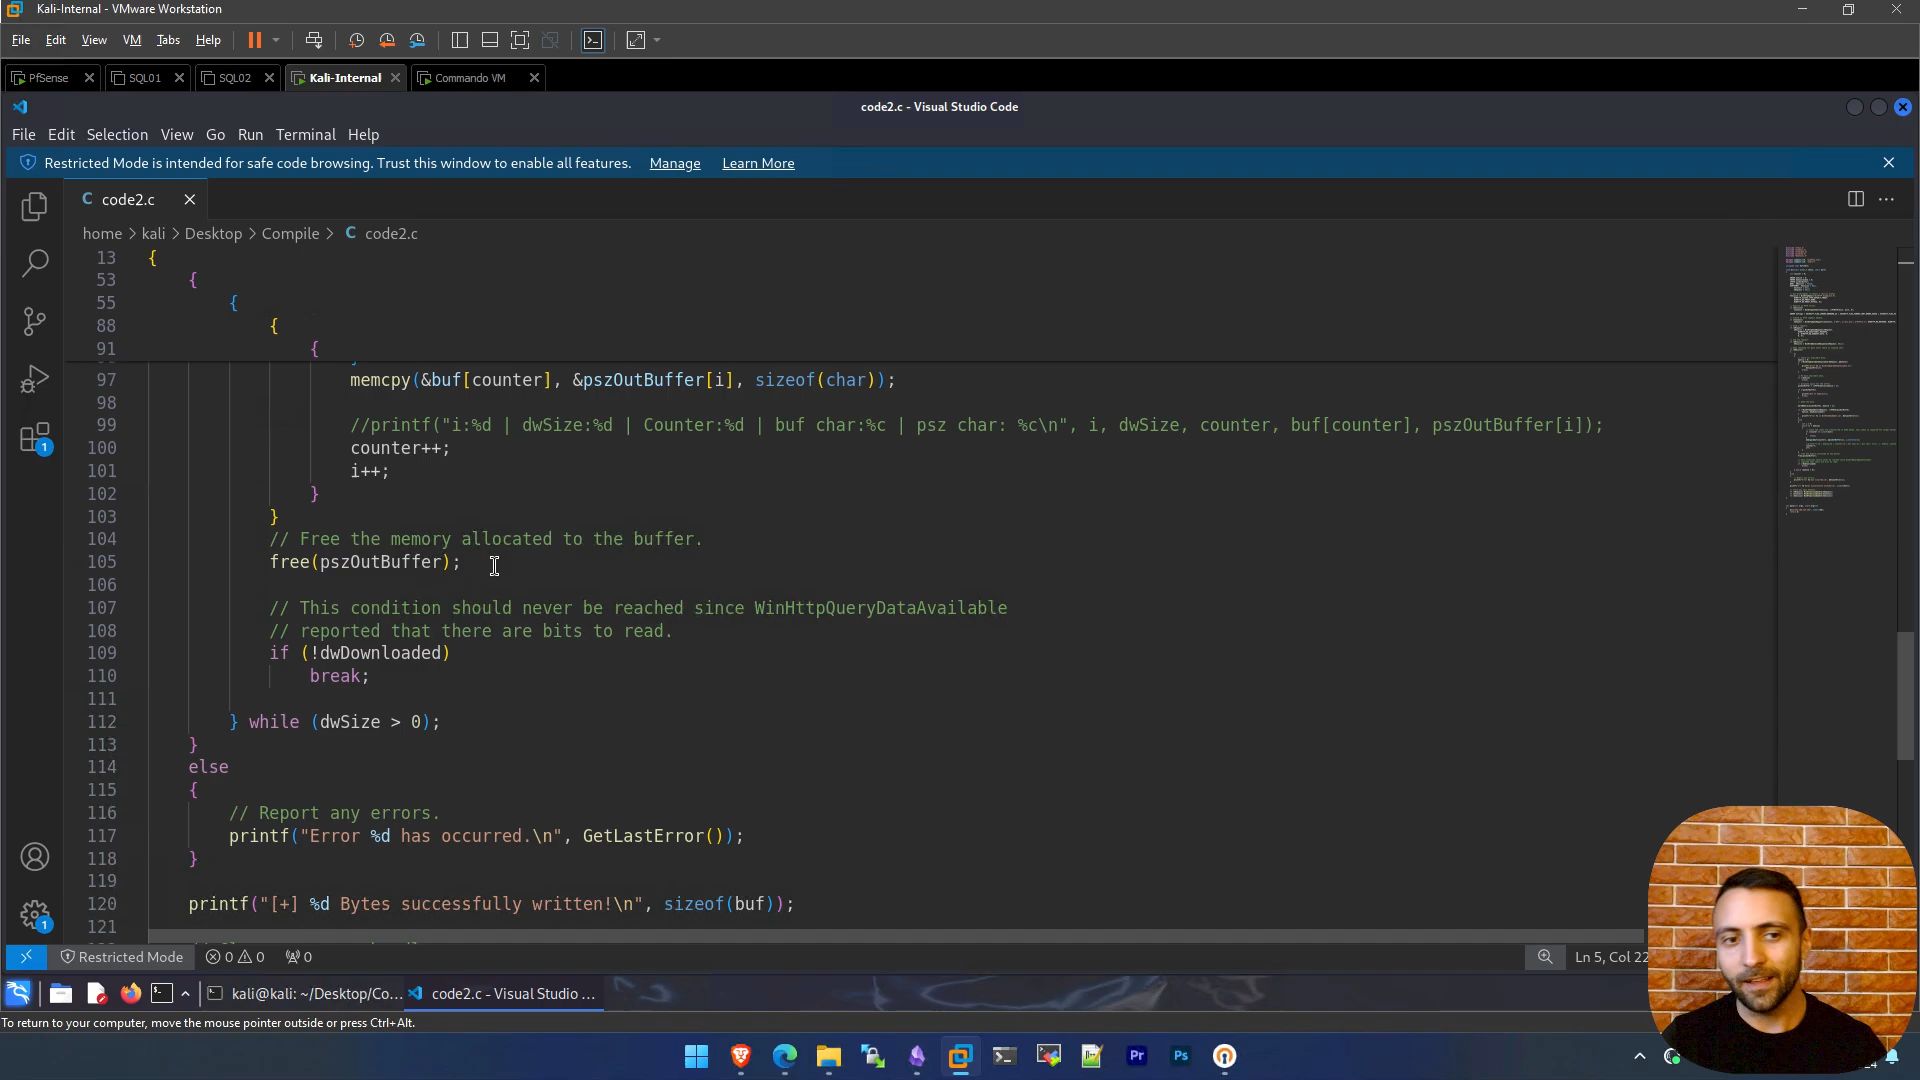 Kali-Internal - VMware Workstation
File Edit View VM Tabs Help
PfSense SQL01 SQL02 Kali-Internal Commando VM
code2.c - Visual Studio Code
File Edit Selection View Go Run Terminal Help
Restricted Mode is intended for safe code browsing. Trust this window to enable all features. Manage Learn More
C code2.c
home > kali > Desktop > Compile > C code2.c
13 {
53 {
55 {
88 {
91 {
97 memcpy(&buf[counter], &pszOutBuffer[i], sizeof(char));
98
99 //printf("i:%d | dwSize:%d | Counter:%d | buf char:%c | psz char: %c\n", i, dwSize, counter, buf[counter], pszOutBuffer[i]);
100 counter++;
101 i++;
102 }
103 }
104 // Free the memory allocated to the buffer.
105 free(pszOutBuffer);
106
107 // This condition should never be reached since WinHttpQueryDataAvailable
108 // reported that there are bits to read.
109 if (!dwDownloaded)
110 break;
111
112 } while (dwSize > 0);
113 }
114 else
115 {
116 // Report any errors.
117 printf("Error %d has occurred.\n", GetLastError());
118 }
119
120 printf("[+] %d Bytes successfully written!\n", sizeof(buf));
121
1
1
Restricted Mode 0 0 0 Ln 5, Col 22
kali@kali: ~/Desktop/Co... code2.c - Visual Studio ...
To return to your computer, move the mouse pointer outside or press Ctrl+Alt.
Pr Ps